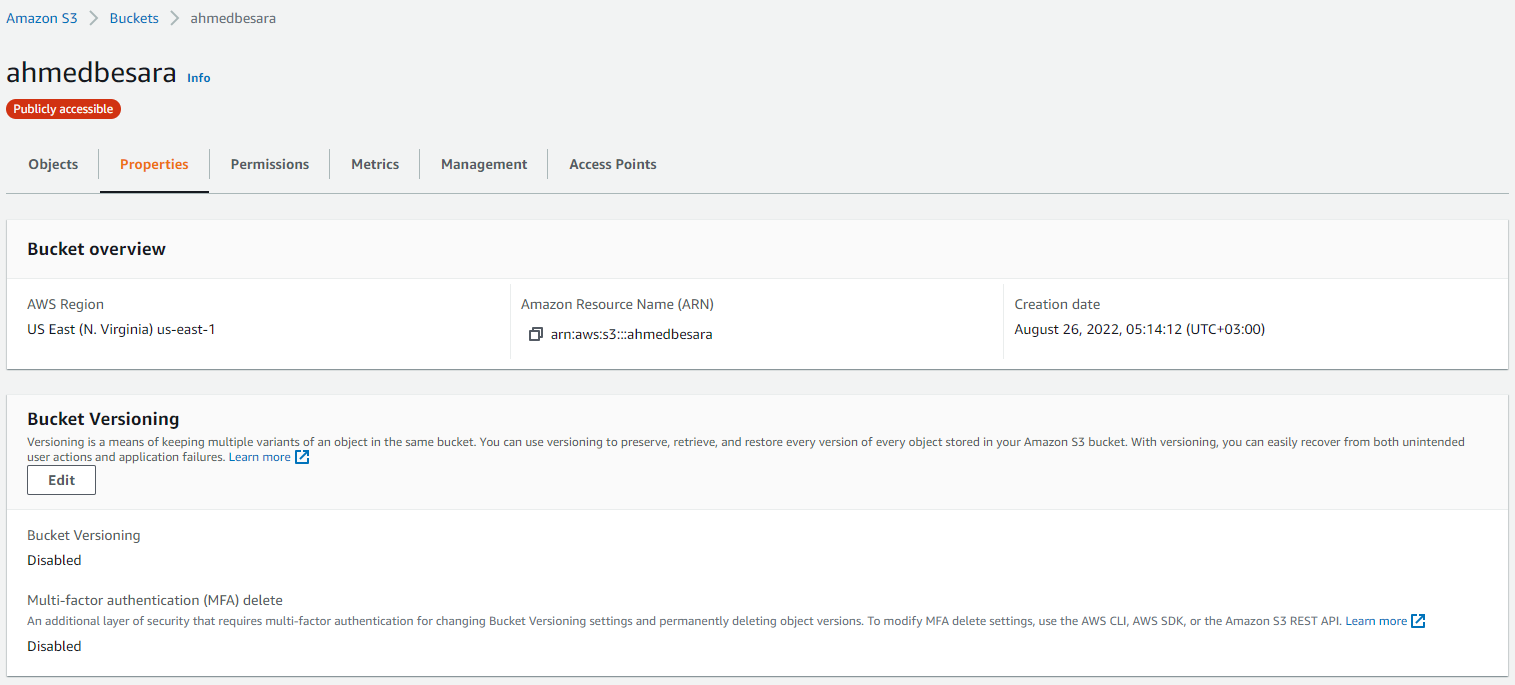 Amazon S3 > Buckets > ahmedbesara
ahmedbesara Info
Publicly accessible
Objects Properties Permissions Metrics Management Access Points
Bucket overview
AWS Region Amazon Resource Name (ARN) Creation date
US East (N. Virginia) us-east-1 arn:aws:s3:::ahmedbesara August 26, 2022, 05:14:12 (UTC+03:00)
Bucket Versioning
Versioning is a means of keeping multiple variants of an object in the same bucket. You can use versioning to preserve, retrieve, and restore every version of every object stored in your Amazon S3 bucket. With versioning, you can easily recover from both unintended
user actions and application failures. Learn more
Edit
Bucket Versioning
Disabled
Multi-factor authentication (MFA) delete
An additional layer of security that requires multi-factor authentication for changing Bucket Versioning settings and permanently deleting object versions. To modify MFA delete settings, use the AWS CLI, AWS SDK, or the Amazon S3 REST API. Learn more
Disabled